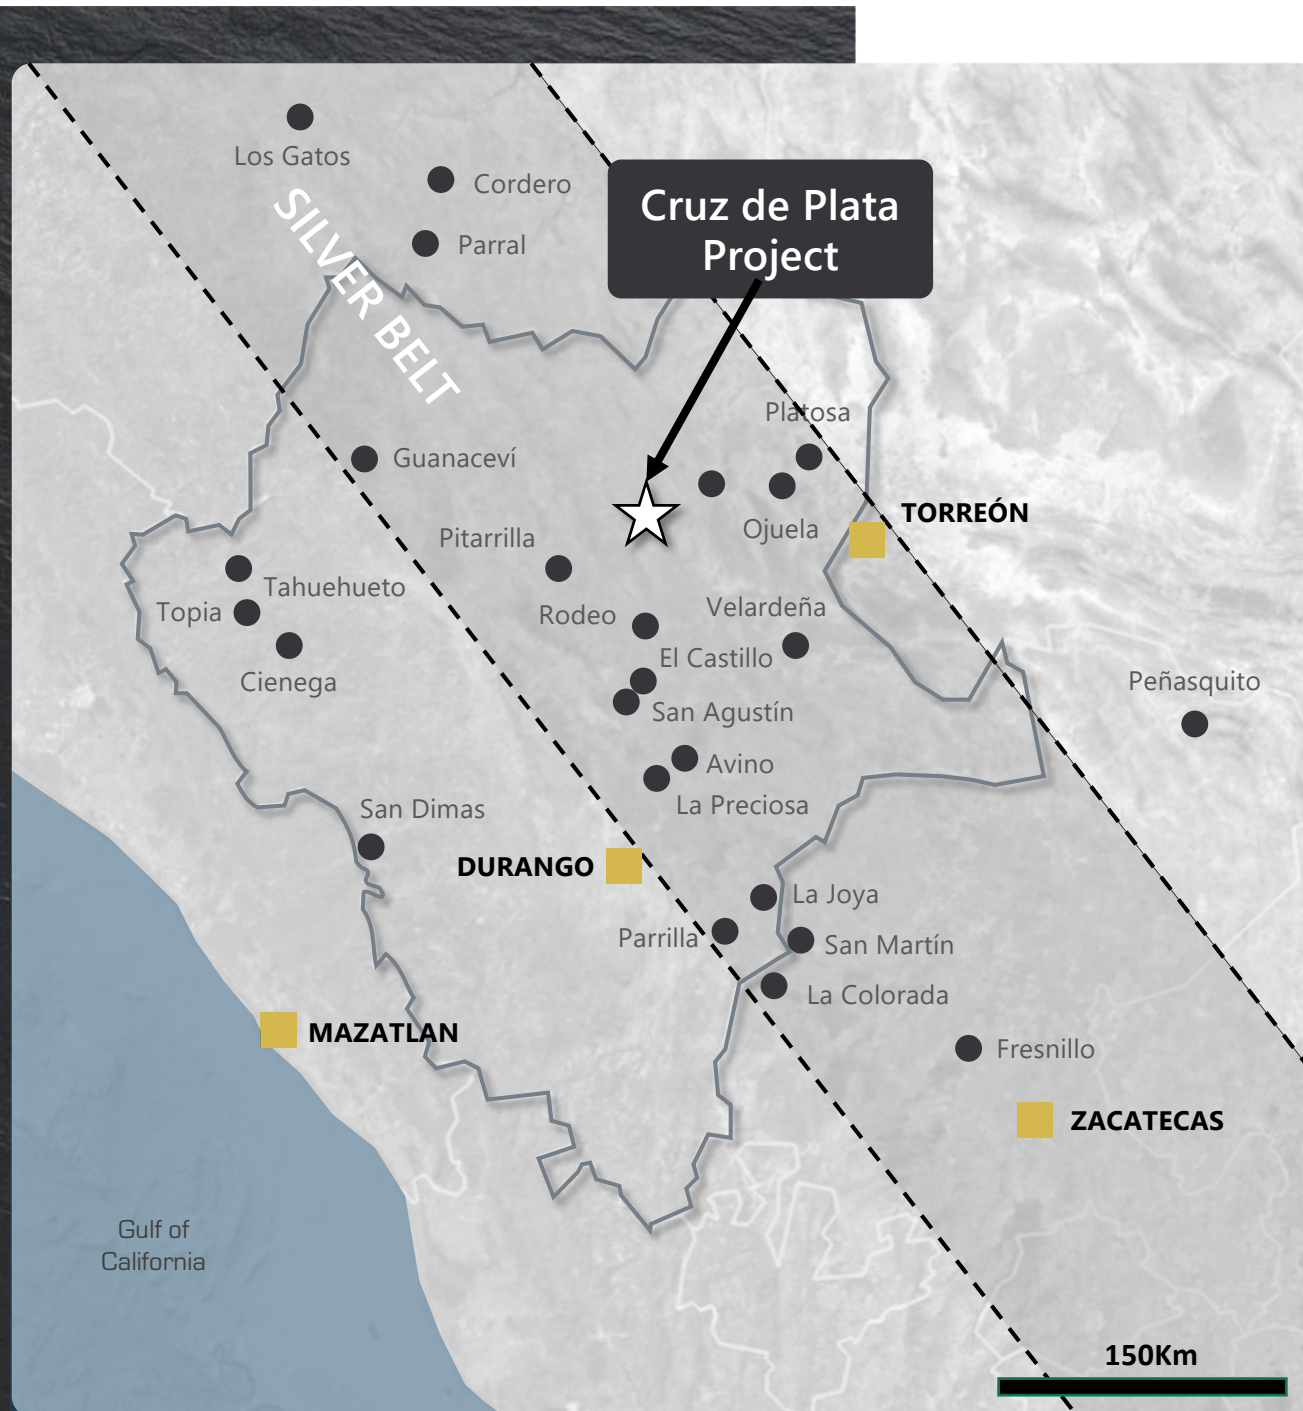 Los Gatos
Cordero
Parral
SILVER BELT
Cruz de Plata
Project
Platosa
Guanaceví
TORREÓN
Ojuela
Pitarrilla
Tahuehueto
Topia
Rodeo
Velardeña
El Castillo
Cienega
Peñasquito
San Agustín
Avino
La Preciosa
San Dimas
DURANGO
La Joya
Parrilla
San Martín
La Colorada
MAZATLAN
Fresnillo
ZACATECAS
Gulf of
California
150Km